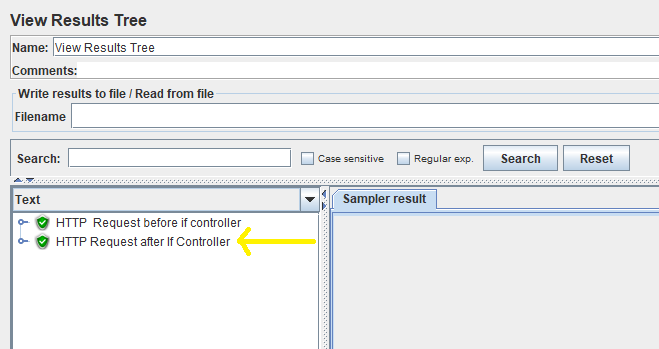 View Results Tree
Name: View Results Tree
Comments:
Write results to file / Read from file
Filename
Search: Case sensitive Regular exp. Search Reset
Text Sampler result
HTTP  Request before if controller
HTTP Request after If Controller